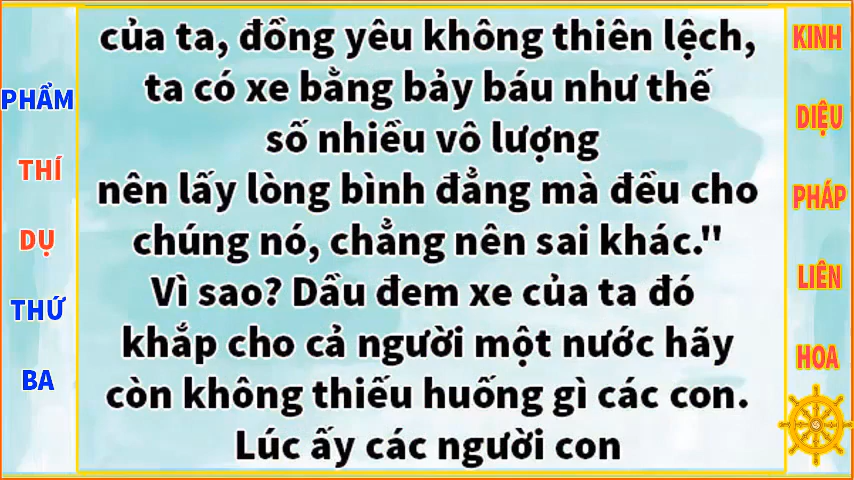 PHẨM
THÍ
DỤ
THỨ
BA
của ta, đồng yêu không thiên lệch,
ta có xe bằng bảy báu như thế
số nhiều vô lượng
nên lấy lòng bình đẳng mà đều cho
chúng nó, chẳng nên sai khác."
Vì sao? Dầu đem xe của ta đó
khắp cho cả người một nước hãy
còn không thiếu huống gì các con.
Lúc ấy các người con
KINH
DIỆU
PHÁP
LIÊN
HOA